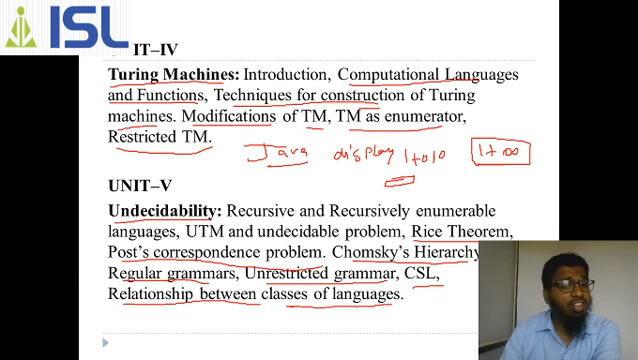 ISL
IT–IV
Turing Machines: Introduction, Computational Languages
and Functions, Techniques for construction of Turing
machines. Modifications of TM, TM as enumerator,
Restricted TM.
Java display 1 to 10 1 to ∞
UNIT–V
Undecidability: Recursive and Recursively enumerable
languages, UTM and undecidable problem, Rice Theorem,
Post's correspondence problem. Chomsky's Hierarchy
Regular grammars, Unrestricted grammar, CSL,
Relationship between classes of languages.